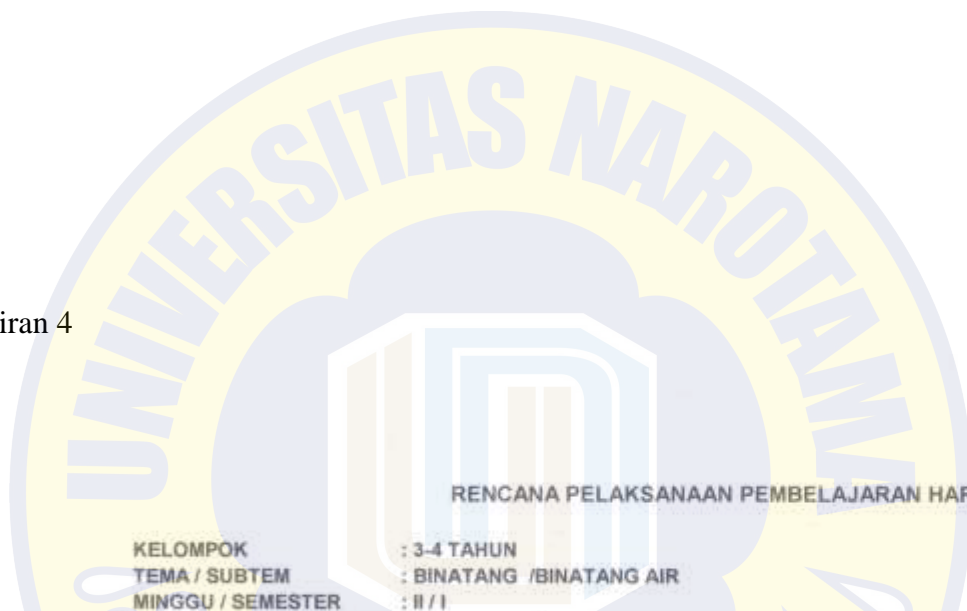 UNIVERSITAS NAROTAMA
iran 4
RENCANA PELAKSANAAN PEMBELAJARAN HAR
KELOMPOK : 3-4 TAHUN
TEMA / SUBTEM : BINATANG /BINATANG AIR
MINGGU / SEMESTER : II / I